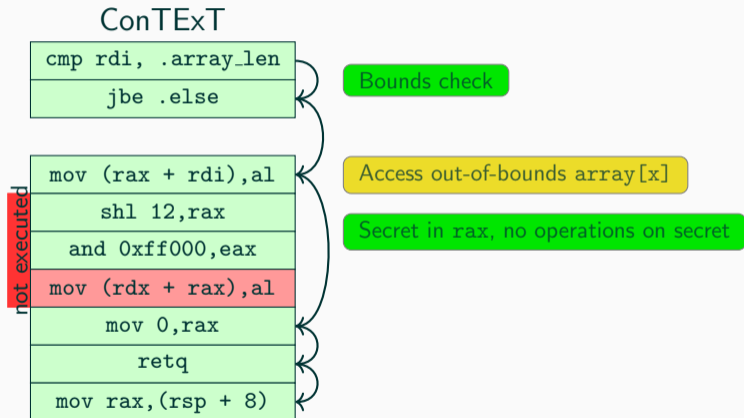 ConTExT
cmp rdi, .array_len
jbe .else
Bounds check
mov (rax + rdi),al
Access out-of-bounds array[x]
shl 12,rax
Secret in rax, no operations on secret
and 0xff000,eax
mov (rdx + rax),al
not executed
mov 0,rax
retq
mov rax,(rsp + 8)